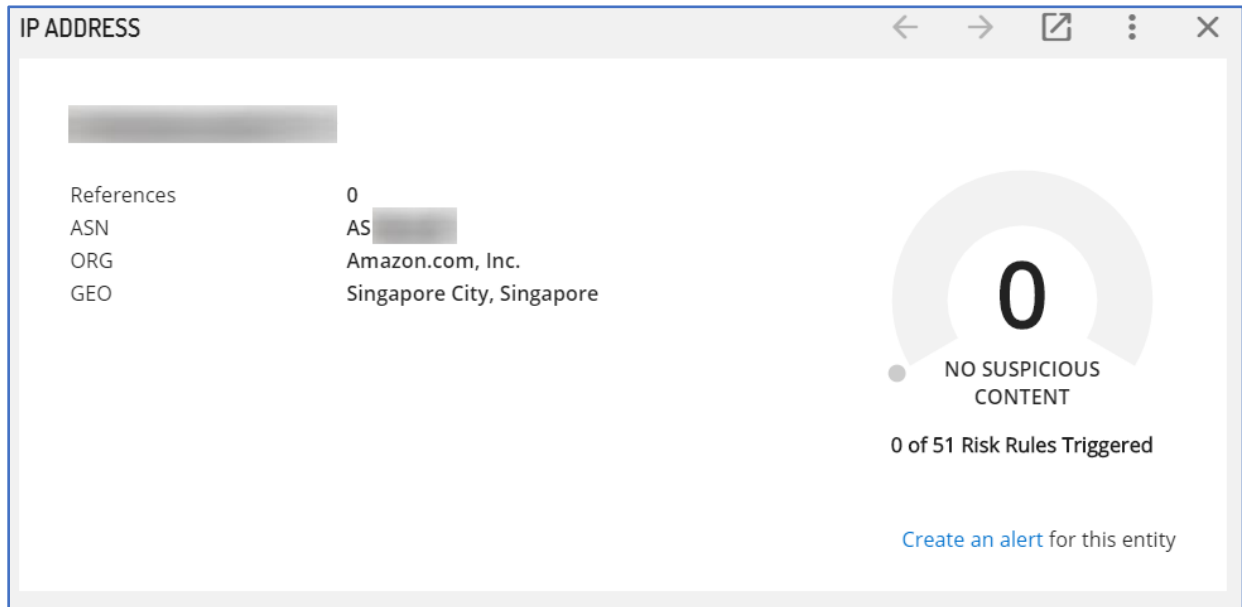 IP ADDRESS
References 0
ASN AS
ORG Amazon.com, Inc.
GEO Singapore City, Singapore
0
NO SUSPICIOUS
CONTENT
0 of 51 Risk Rules Triggered
Create an alert for this entity